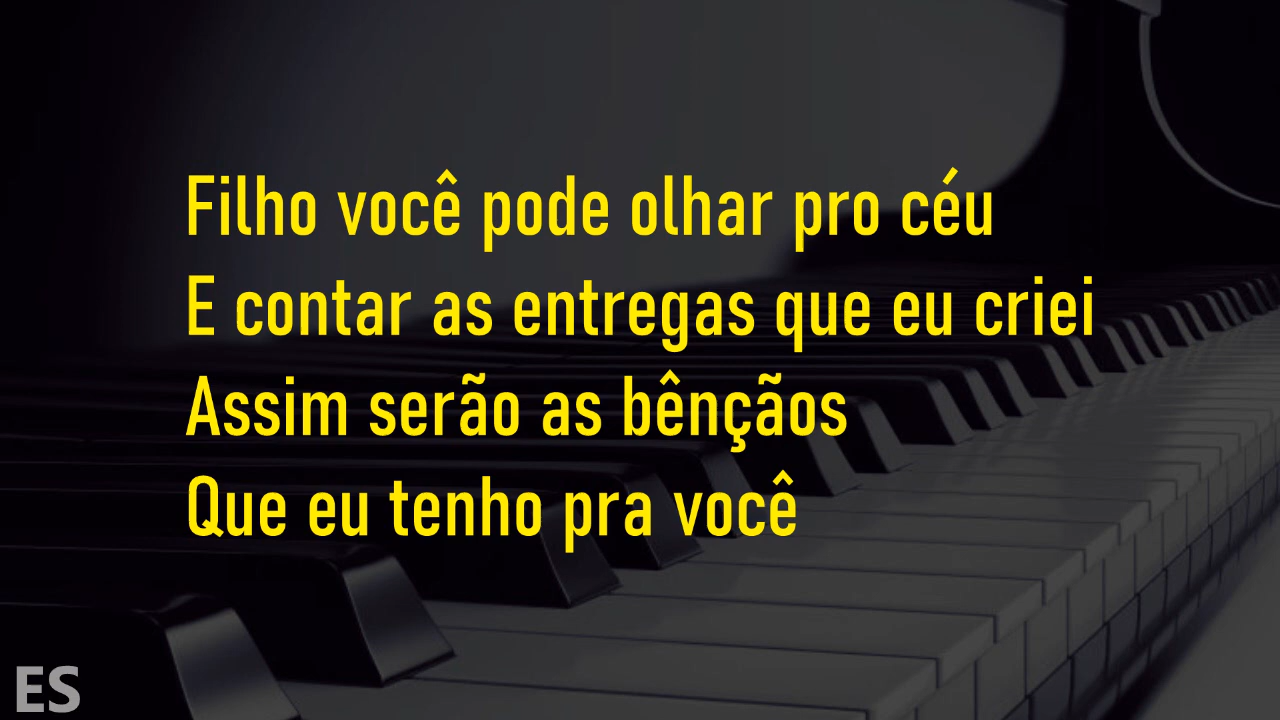 Filho você pode olhar pro céu
E contar as entregas que eu criei
Assim serão as bênçãos
Que eu tenho pra você
ES